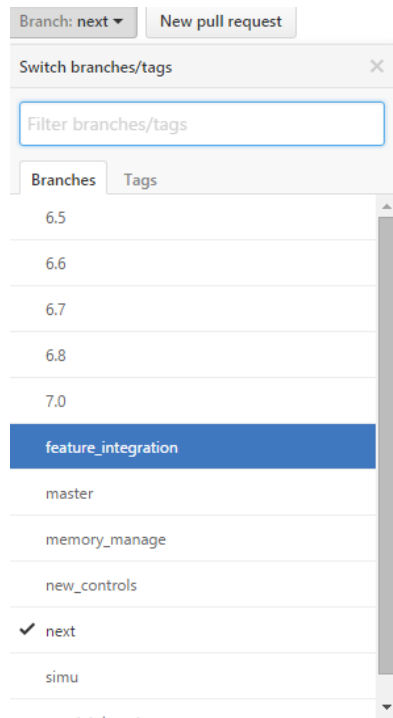 Branch: next New pull request
Switch branches/tags
Filter branches/tags
Branches Tags
6.5
6.6
6.7
6.8
7.0
feature_integration
master
memory_manage
new_controls
next
simu